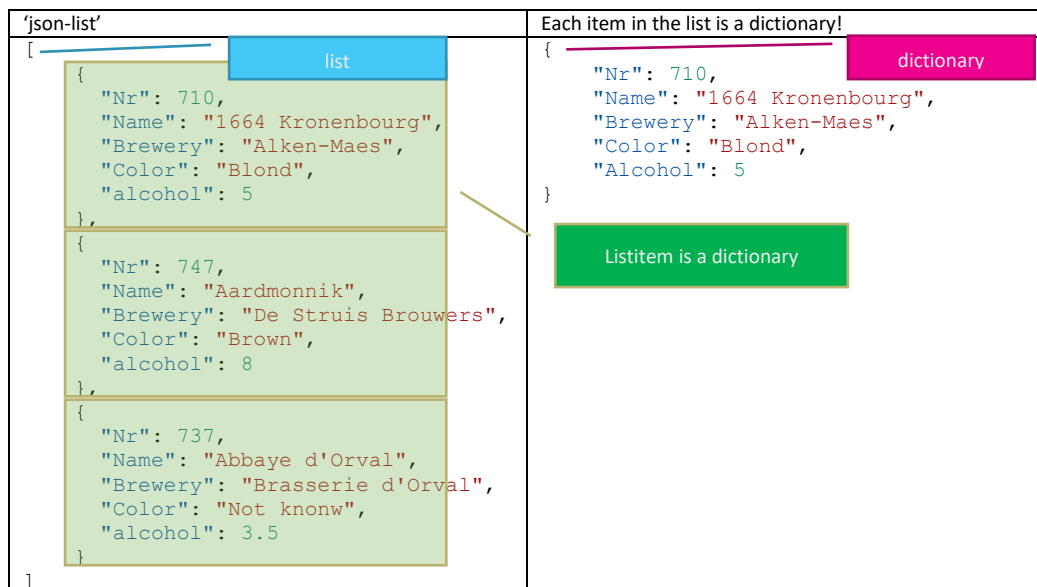 ‘json-list’
[
list
{
"Nr": 710,
"Name": "1664 Kronenbourg",
"Brewery": "Alken-Maes",
"Color": "Blond",
"alcohol": 5
},
{
"Nr": 747,
"Name": "Aardmonnik",
"Brewery": "De Struis Brouwers",
"Color": "Brown",
"alcohol": 8
},
{
"Nr": 737,
"Name": "Abbaye d'Orval",
"Brewery": "Brasserie d'Orval",
"Color": "Not knonw",
"alcohol": 3.5
}
]
Each item in the list is a dictionary!
{
dictionary
"Nr": 710,
"Name": "1664 Kronenbourg",
"Brewery": "Alken-Maes",
"Color": "Blond",
"Alcohol": 5
}
Listitem is a dictionary